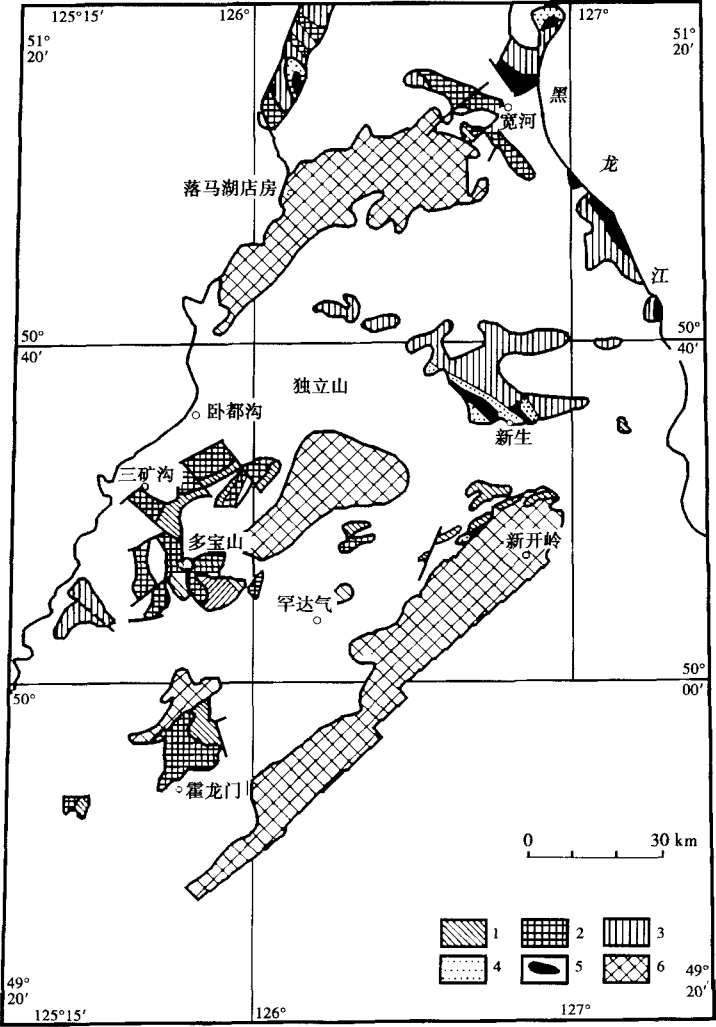 125°15′
126°
127°
51°
20′
51°
20′
黑
宽河
龙
落马湖店房
江
50°
40′
50°
40′
独立山
卧都沟
新生
三矿沟
多宝山
新开岭
罕达气
50°
50°
00′
霍龙门
0 30 km
1 2 3
4 5 6
49°
20′
49°
20′
125°15′
126°
127°